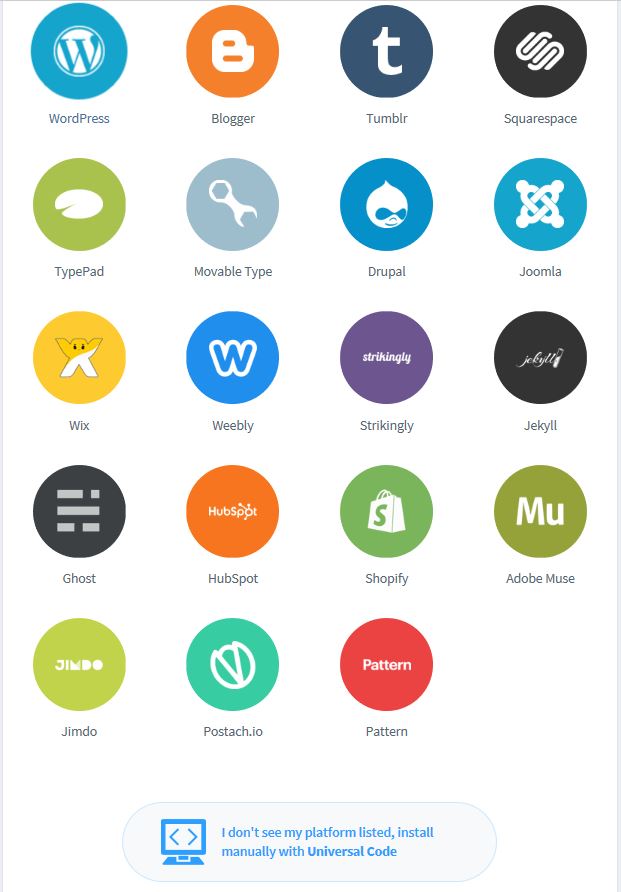 WordPress Blogger Tumblr Squarespace
TypePad Movable Type Drupal Joomla
strikingly jekyll
Wix Weebly Strikingly Jekyll
HubSpot Mu
Ghost HubSpot Shopify Adobe Muse
JIMDO Pattern
Jimdo Postach.io Pattern
I don't see my platform listed, install
manually with Universal Code